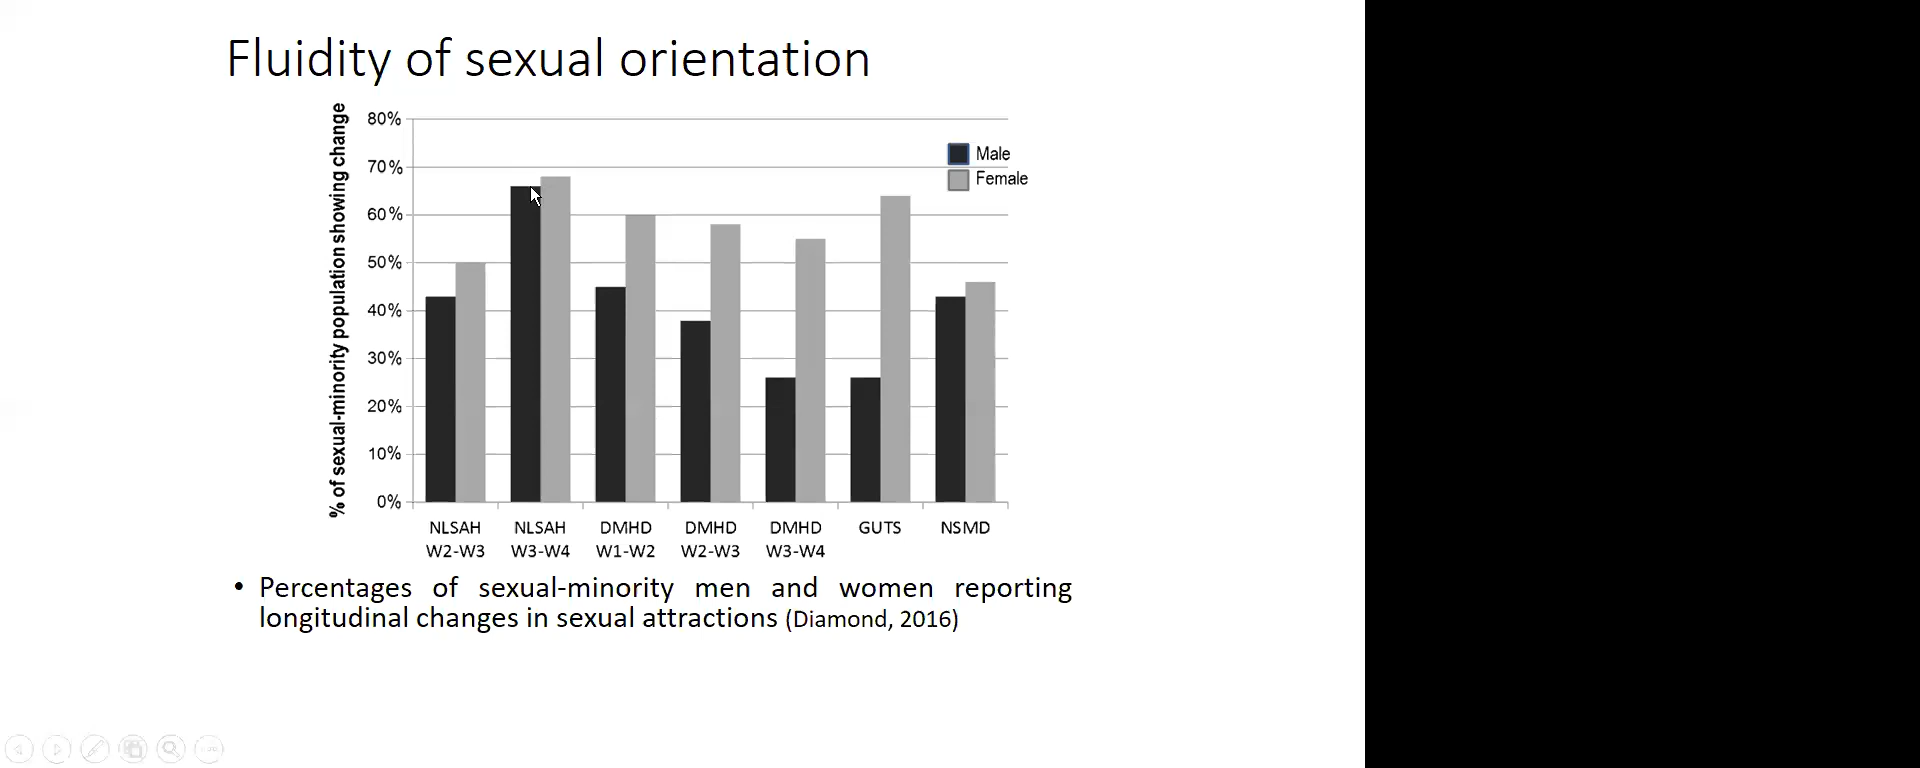 Fluidity of sexual orientation
% of sexual-minority population showing change
80%
70%
60%
50%
40%
30%
20%
10%
0%
Male
Female
NLSAH W2-W3
NLSAH W3-W4
DMHD W1-W2
DMHD W2-W3
DMHD W3-W4
GUTS
NSMD
• Percentages of sexual-minority men and women reporting
longitudinal changes in sexual attractions (Diamond, 2016)